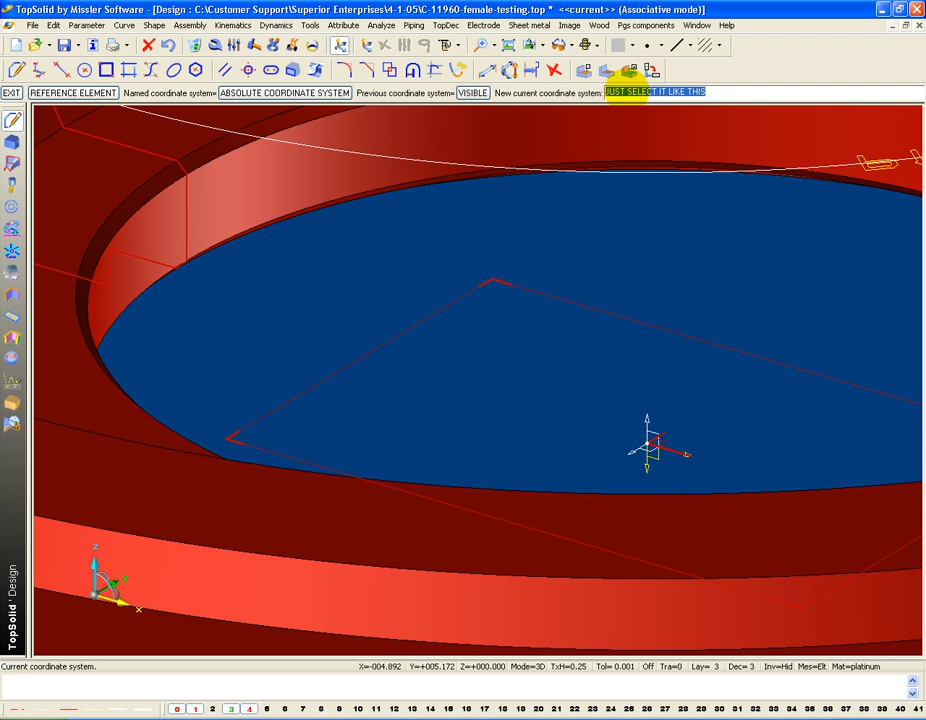 TopSolid by Missler Software - [Design : C:\Customer Support\Superior Enterprises\4-1-05\C-11960-female-testing.top * <<current>> (Associative mode)]
File Edit Parameter Curve Shape Assembly Kinematics Dynamics Tools Attribute Analyze Piping TopDec Electrode Sheet metal Section Wood Pgs components Window Help
EXIT REFERENCE ELEMENT Named coordinate system= ABSOLUTE COORDINATE SYSTEM Previous coordinate system= VISIBLE New current coordinate system: JUST SELECT IT LIKE THIS
Z
Y
X
TopSolid'Design
Current coordinate system. X=-004.892 Y=+005.172 Z=+000.000 Mode=3D TxH=0.25 Tol= 0.001 Off Tra=0 Lay= 3 Dec= 3 Inv=Hid Mes=Elt Mat=platinum
0 1 2 3 4 5 6 7 8 9 10 11 12 13 14 15 16 17 18 19 20 21 22 23 24 25 26 27 28 29 30 31 32 33 34 35 36 37 38 39 40 41